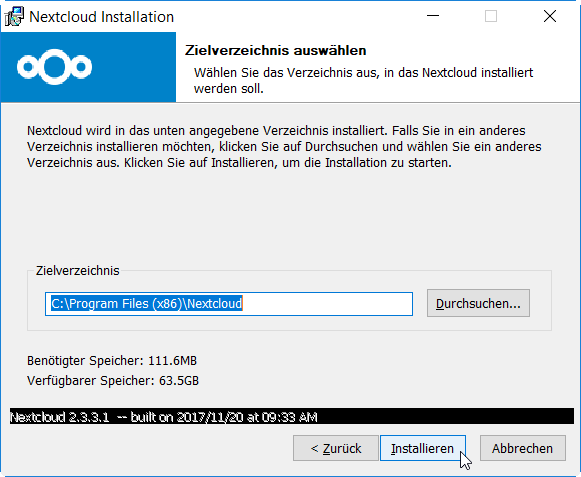 Nextcloud Installation
Zielverzeichnis auswählen
Wählen Sie das Verzeichnis aus, in das Nextcloud installiert
werden soll.
Nextcloud wird in das unten angegebene Verzeichnis installiert. Falls Sie in ein anderes
Verzeichnis installieren möchten, klicken Sie auf Durchsuchen und wählen Sie ein anderes
Verzeichnis aus. Klicken Sie auf Installieren, um die Installation zu starten.
Zielverzeichnis
C:\Program Files (x86)\Nextcloud
Durchsuchen...
Benötigter Speicher: 111.6MB
Verfügbarer Speicher: 63.5GB
Nextcloud 2.3.3.1 -- built on 2017/11/20 at 09:33 AM
< Zurück
Installieren
Abbrechen